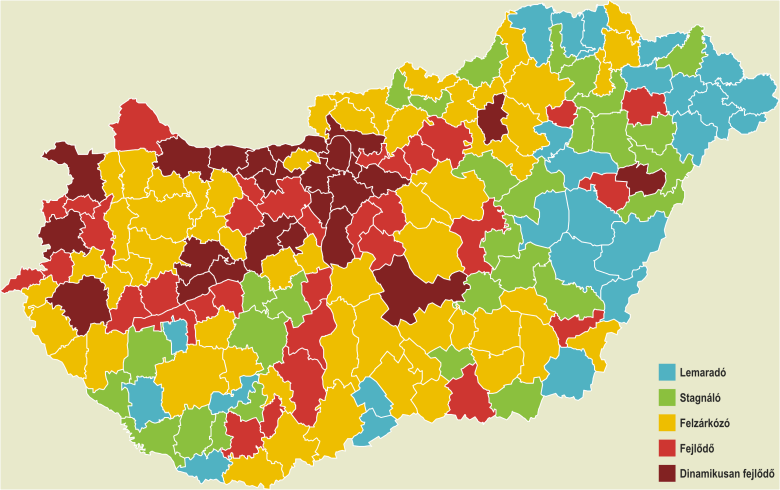 Lemaradó
Stagnáló
Felzárkózó
Fejlődő
Dinamikusan fejlődő